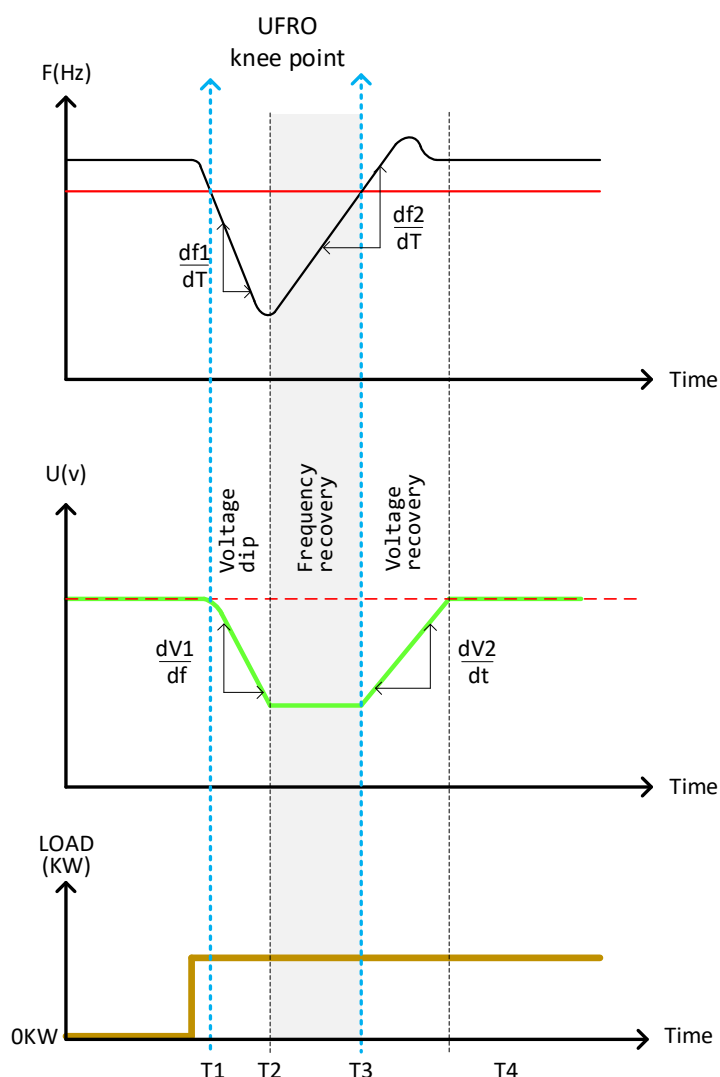 UFRO
knee point
F(Hz)
df1
dT
df2
dT
Time
U(v)
Voltage
dip
Frequency
recovery
Voltage
recovery
dV1
df
dV2
dt
Time
LOAD
(KW)
0KW
Time
T1 T2 T3 T4